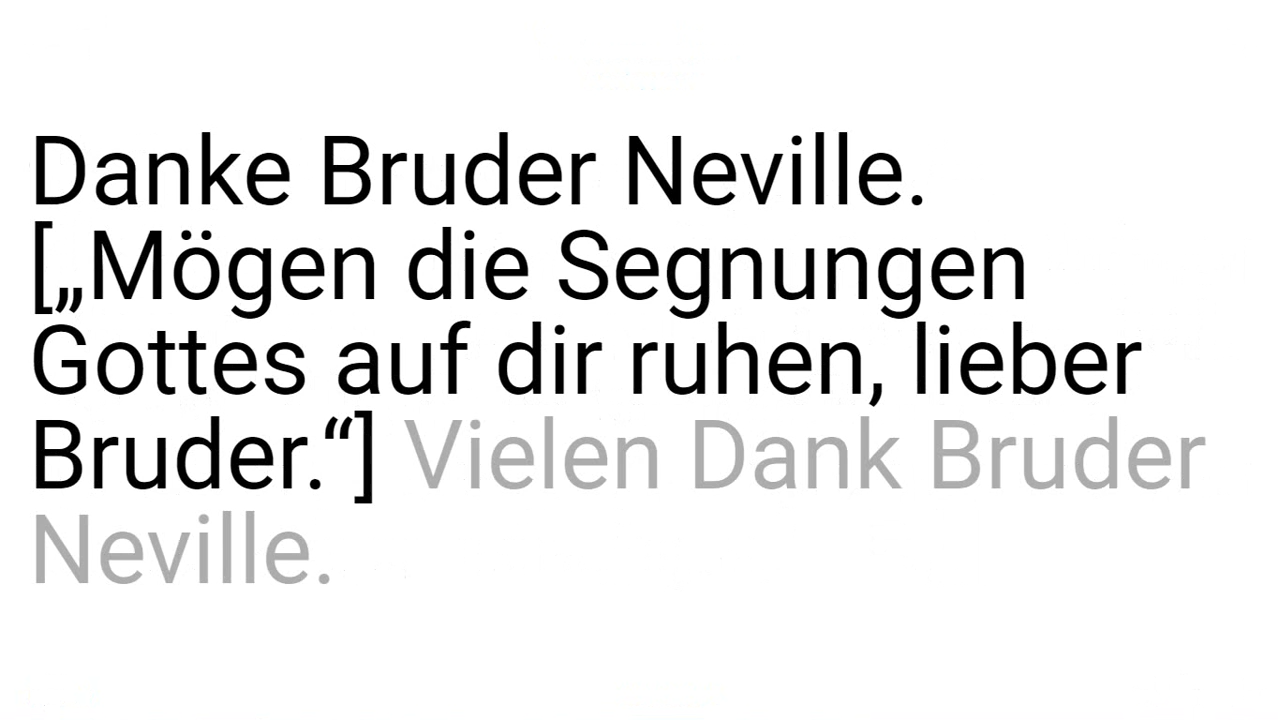 Danke Bruder Neville.
[„Mögen die Segnungen
Gottes auf dir ruhen, lieber
Bruder.“] Vielen Dank Bruder
Neville.